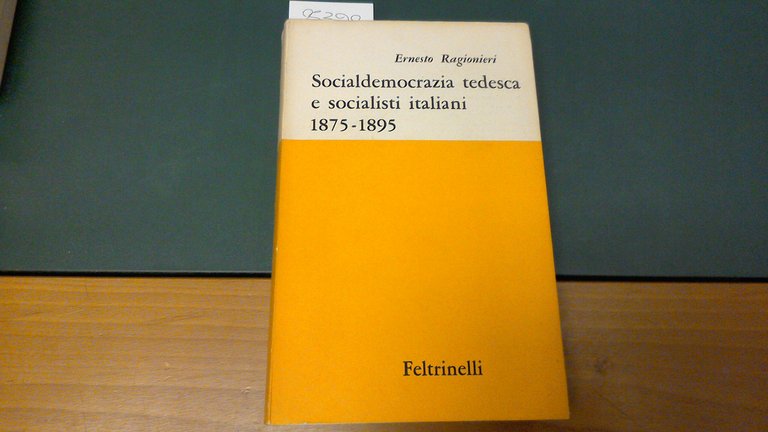 Ernesto Ragionieri
Socialdemocrazia tedesca
e socialisti italiani
1875-1895
Feltrinelli